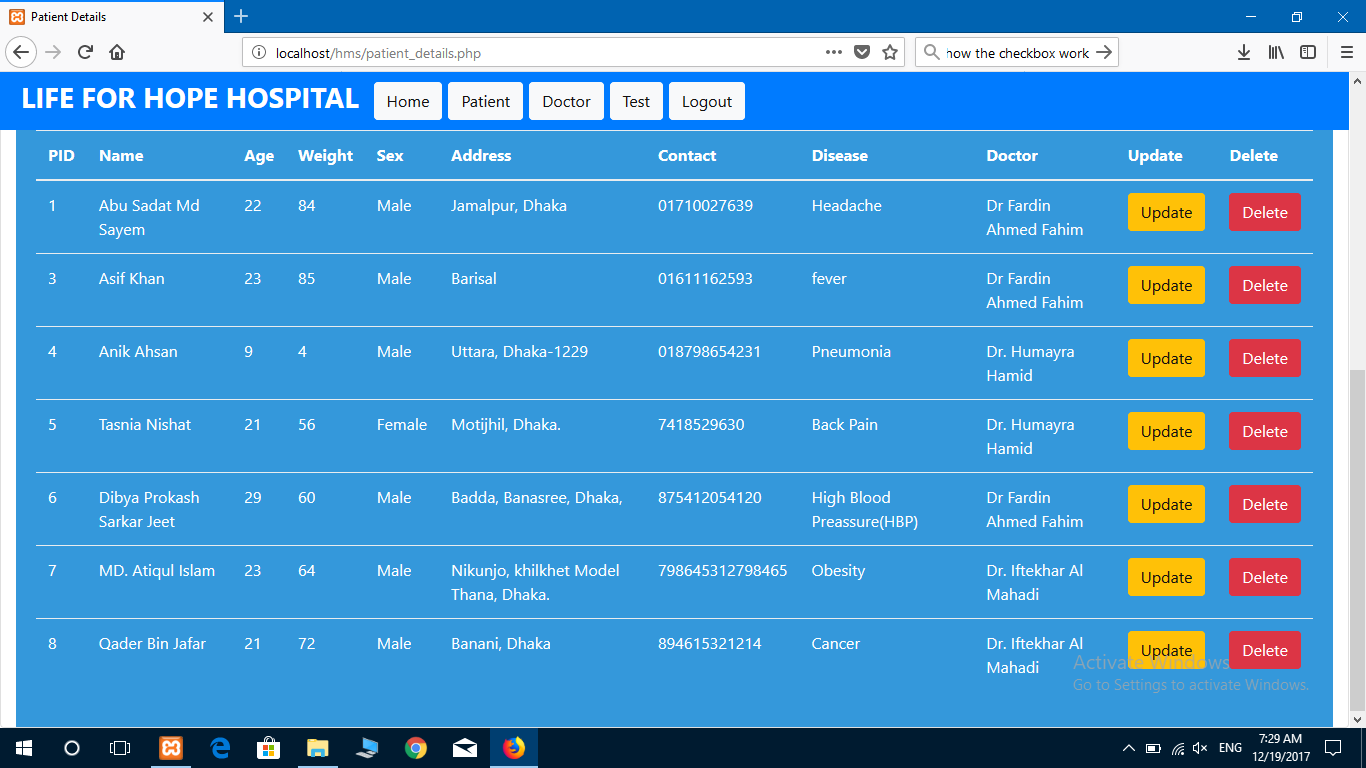 Patient Details
localhost/hms/patient_details.php
how the checkbox work
LIFE FOR HOPE HOSPITAL Home Patient Doctor Test Logout
PID Name Age Weight Sex Address Contact Disease Doctor Update Delete
1 Abu Sadat Md 22 84 Male Jamalpur, Dhaka 01710027639 Headache Dr Fardin Update Delete
Sayem Ahmed Fahim
3 Asif Khan 23 85 Male Barisal 01611162593 fever Dr Fardin Update Delete
Ahmed Fahim
4 Anik Ahsan 9 4 Male Uttara, Dhaka-1229 018798654231 Pneumonia Dr. Humayra Update Delete
Hamid
5 Tasnia Nishat 21 56 Female Motijhil, Dhaka. 7418529630 Back Pain Dr. Humayra Update Delete
Hamid
6 Dibya Prokash 29 60 Male Badda, Banasree, Dhaka, 875412054120 High Blood Dr Fardin Update Delete
Sarkar Jeet Preassure(HBP) Ahmed Fahim
7 MD. Atiqul Islam 23 64 Male Nikunjo, khilkhet Model 798645312798465 Obesity Dr. Iftekhar Al Update Delete
Thana, Dhaka. Mahadi
8 Qader Bin Jafar 21 72 Male Banani, Dhaka 894615321214 Cancer Dr. Iftekhar Al Update Delete
Mahadi
Activate Windows
Go to Settings to activate Windows.
ENG 7:29 AM
12/19/2017